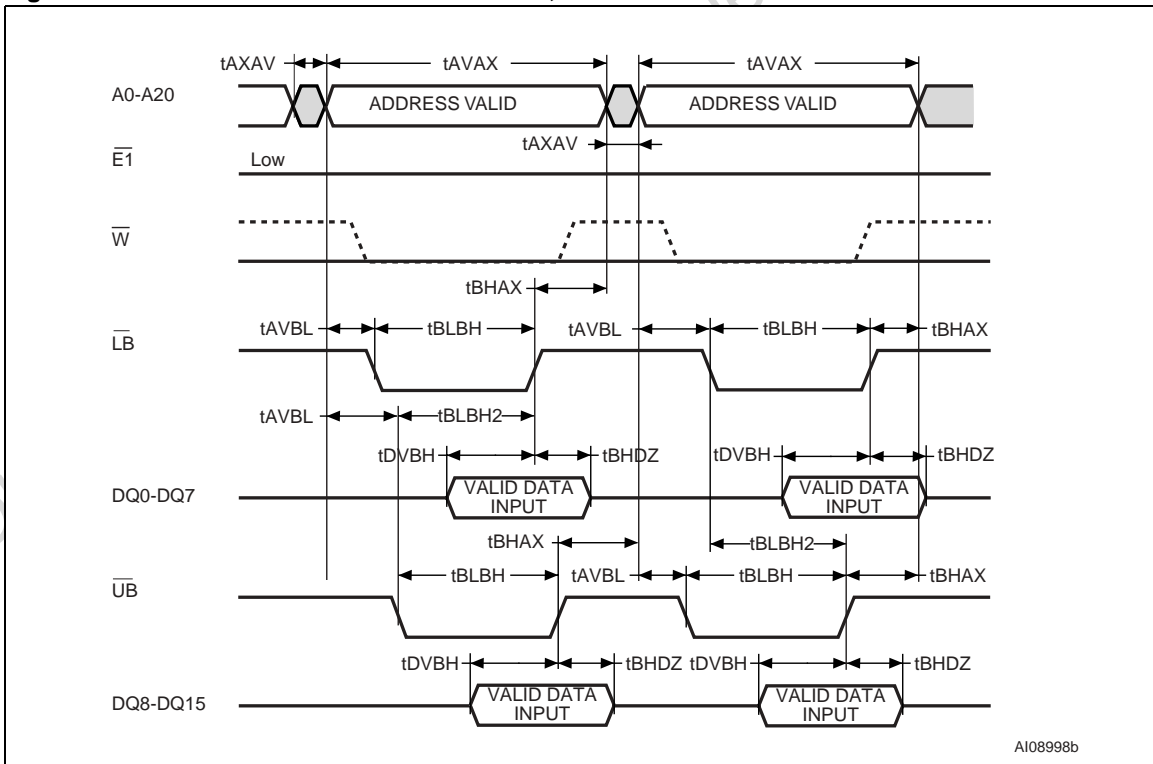 tAXAV tAVAX tAVAX
A0-A20 ADDRESS VALID ADDRESS VALID
tAXAV
E1 Low
W
tBHAX
tAVBL tBLBH tAVBL tBLBH tBHAX
LB
tAVBL tBLBH2
tDVBH tBHDZ tDVBH tBHDZ
DQ0-DQ7 VALID DATA INPUT VALID DATA INPUT
tBHAX tBLBH2
tBLBH tAVBL tBLBH tBHAX
UB
tDVBH tBHDZ tDVBH tBHDZ
DQ8-DQ15 VALID DATA INPUT VALID DATA INPUT
AI08998b